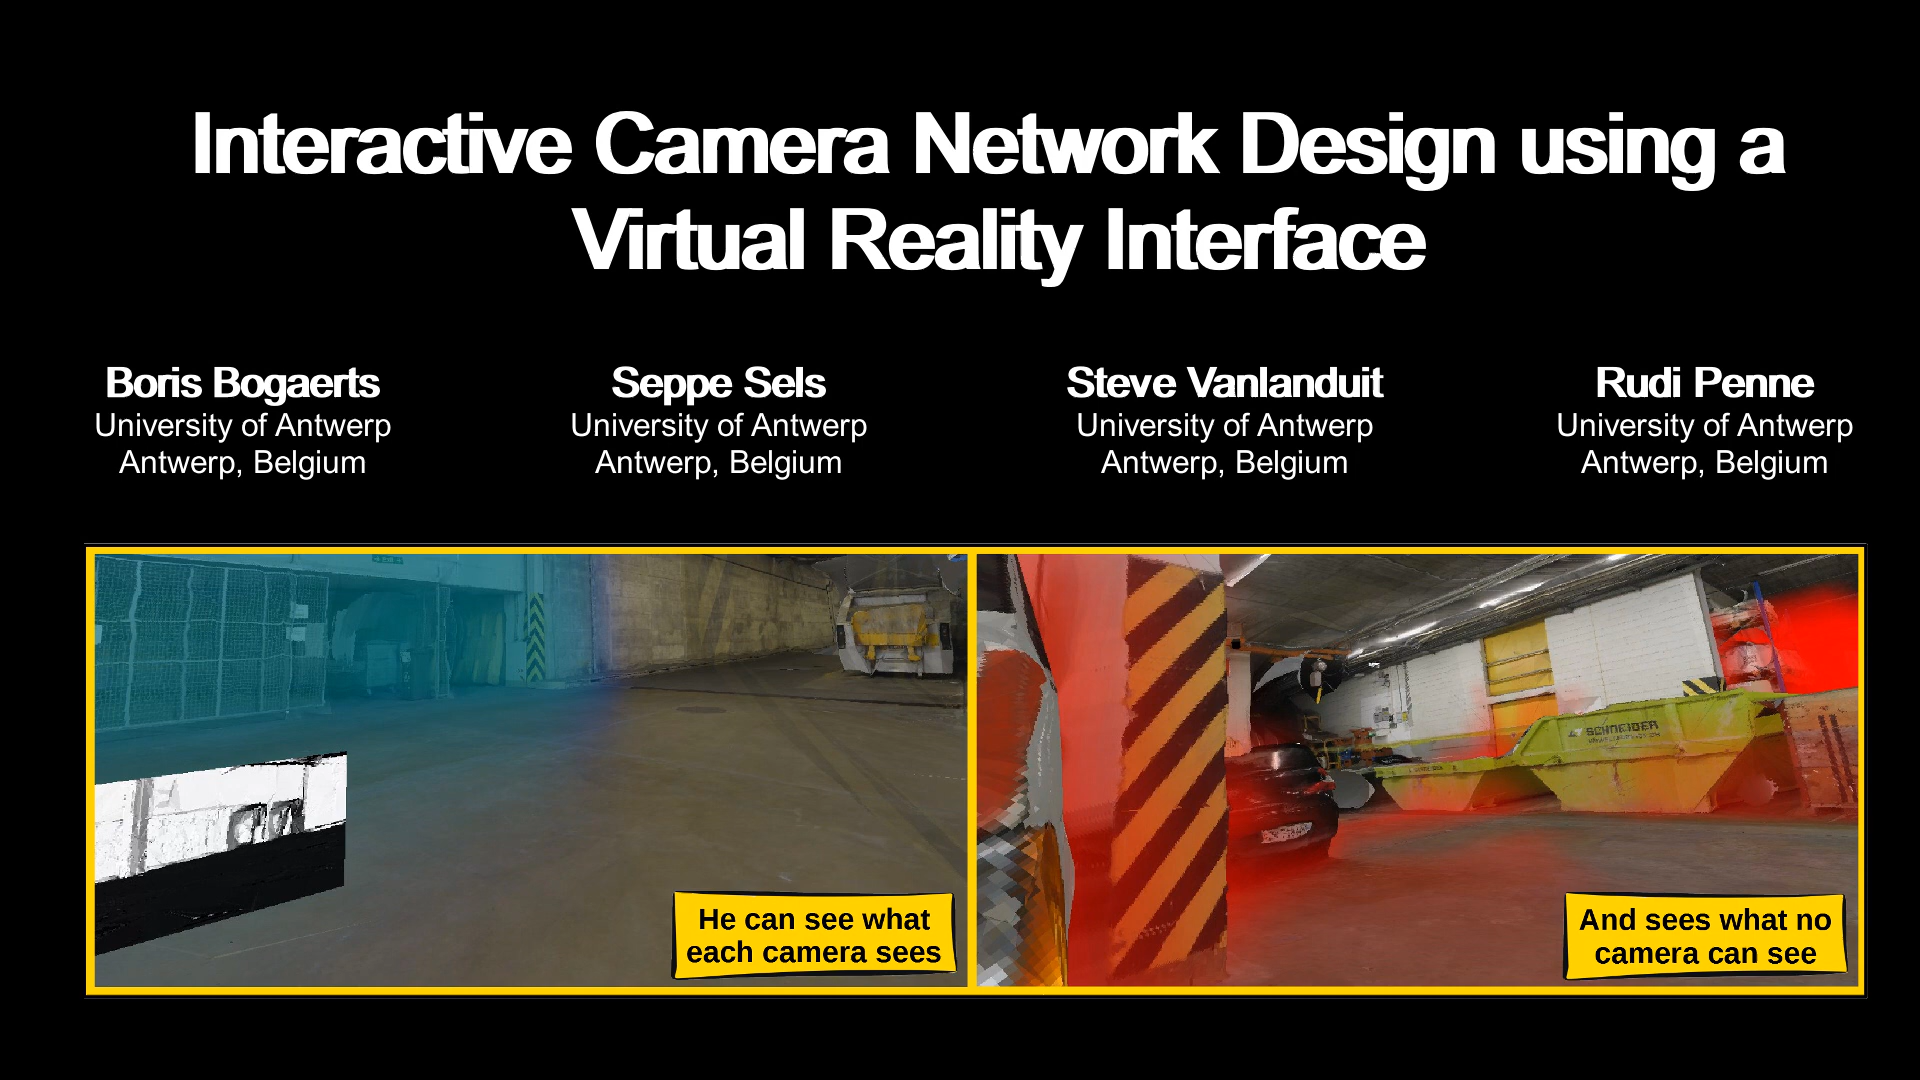 Interactive Camera Network Design using a
Virtual Reality Interface
Boris Bogaerts
University of Antwerp
Antwerp, Belgium
Seppe Sels
University of Antwerp
Antwerp, Belgium
Steve Vanlanduit
University of Antwerp
Antwerp, Belgium
Rudi Penne
University of Antwerp
Antwerp, Belgium
SCHNEIDER
He can see what
each camera sees
And sees what no
camera can see